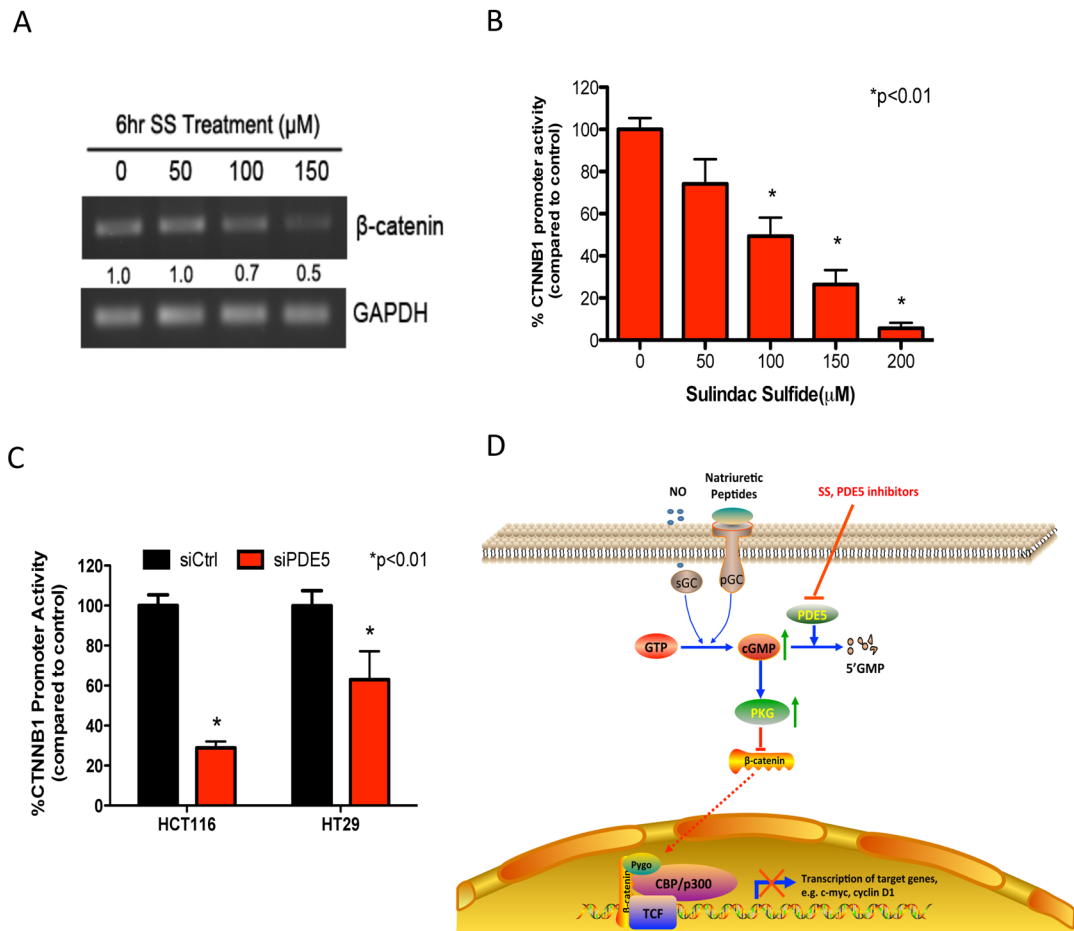 A
6hr SS Treatment (µM)
0 50 100 150
β-catenin
1.0 1.0 0.7 0.5
GAPDH
B
% CTNNB1 promoter activity
(compared to control)
120
100
80
60
40
20
0
*p<0.01
*
*
*
0 50 100 150 200
Sulindac Sulfide(µM)
C
%CTNNB1 Promoter Activity
(compared to control)
siCtrl siPDE5 *p<0.01
120
100
80
60
40
20
0
*
*
HCT116 HT29
D
NO
Natriuretic
Peptides
SS, PDE5 inhibitors
sGC
pGC
PDE5
GTP
cGMP
5'GMP
PKG
β-catenin
Pygo
β-catenin
CBP/p300
TCF
Transcription of target genes,
e.g. c-myc, cyclin D1